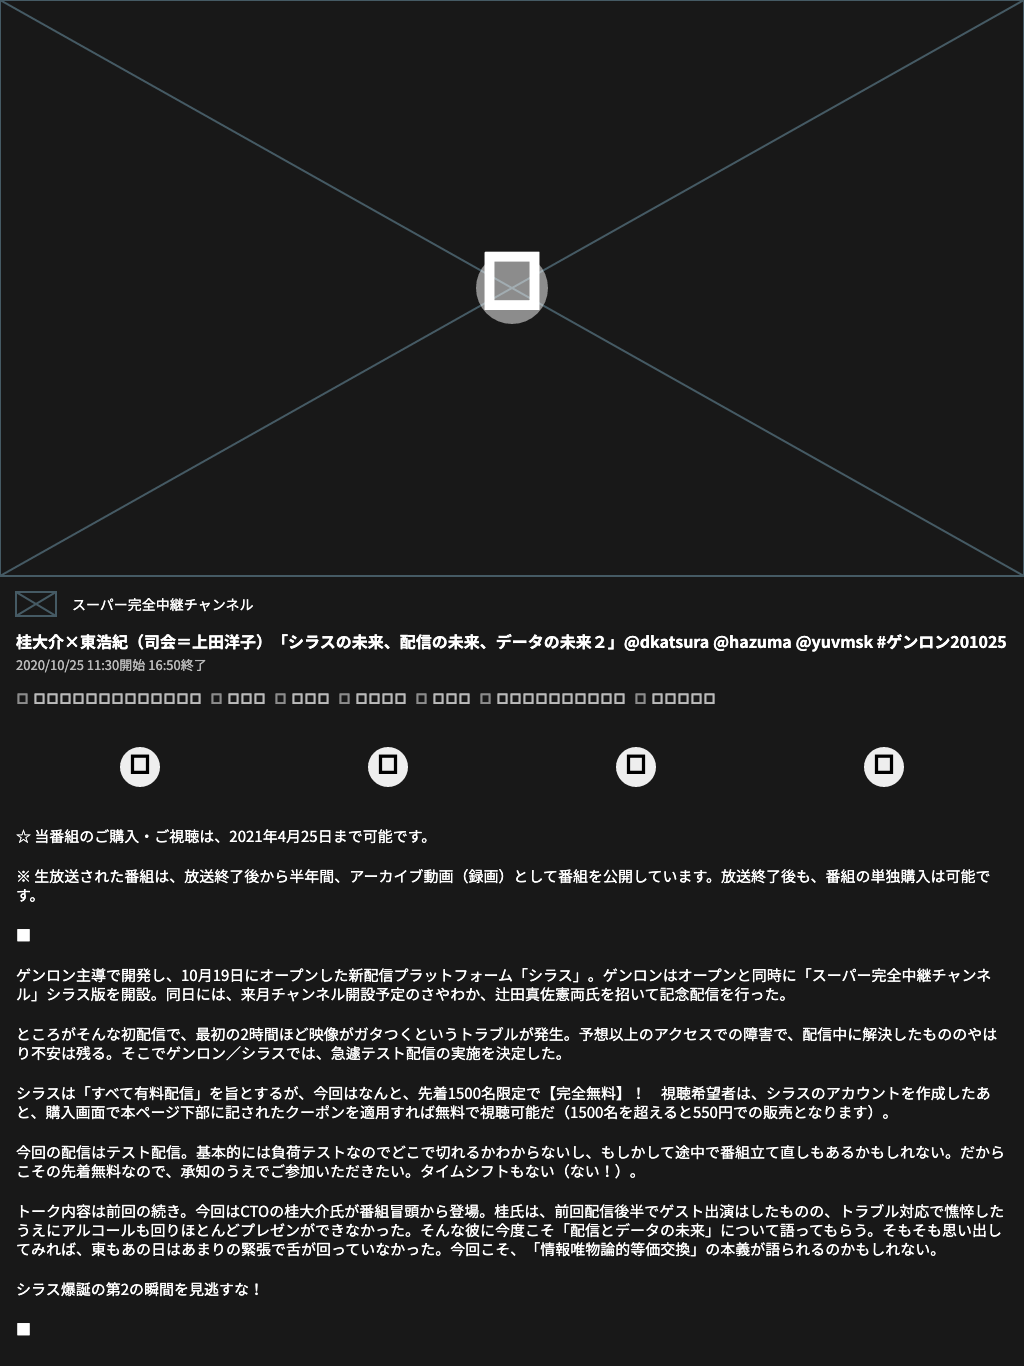 スーパー完全中継チャンネル
桂大介×東浩紀（司会＝上田洋子）「シラスの未来、配信の未来、データの未来２」@dkatsura @hazuma @yuvmsk #ゲンロン201025
2020/10/25 11:30開始 16:50終了
☆ 当番組のご購入・ご視聴は、2021年4月25日まで可能です。
※ 生放送された番組は、放送終了後から半年間、アーカイブ動画（録画）として番組を公開しています。放送終了後も、番組の単独購入は可能で
す。
■
ゲンロン主導で開発し、10月19日にオープンした新配信プラットフォーム「シラス」。ゲンロンはオープンと同時に「スーパー完全中継チャンネ
ル」シラス版を開設。同日には、来月チャンネル開設予定のさやわか、辻田真佐憲両氏を招いて記念配信を行った。
ところがそんな初配信で、最初の2時間ほど映像がガタつくというトラブルが発生。予想以上のアクセスでの障害で、配信中に解決したもののやは
り不安は残る。そこでゲンロン／シラスでは、急遽テスト配信の実施を決定した。
シラスは「すべて有料配信」を旨とするが、今回はなんと、先着1500名限定で【完全無料】！　視聴希望者は、シラスのアカウントを作成したあ
と、購入画面で本ページ下部に記されたクーポンを適用すれば無料で視聴可能だ（1500名を超えると550円での販売となります）。
今回の配信はテスト配信。基本的には負荷テストなのでどこで切れるかわからないし、もしかして途中で番組立て直しもあるかもしれない。だから
こその先着無料なので、承知のうえでご参加いただきたい。タイムシフトもない（ない！）。
トーク内容は前回の続き。今回はCTOの桂大介氏が番組冒頭から登場。桂氏は、前回配信後半でゲスト出演はしたものの、トラブル対応で憔悴した
うえにアルコールも回りほとんどプレゼンができなかった。そんな彼に今度こそ「配信とデータの未来」について語ってもらう。そもそも思い出し
てみれば、東もあの日はあまりの緊張で舌が回っていなかった。今回こそ、「情報唯物論的等価交換」の本義が語られるのかもしれない。
シラス爆誕の第2の瞬間を見逃すな！
■